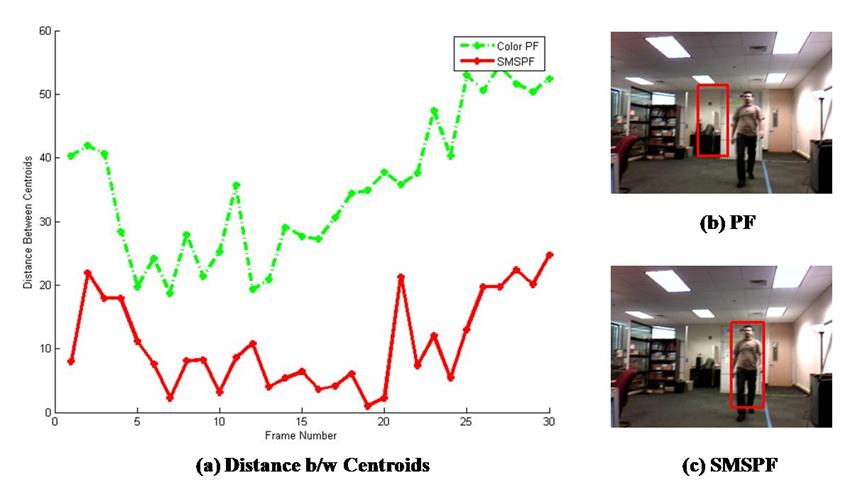 60
50
40
30
20
10
0
Distance Between Centroids
Color PF
SMSPF
0 5 10 15 20 25 30
Frame Number
(a) Distance b/w Centroids
(b) PF
(c) SMSPF